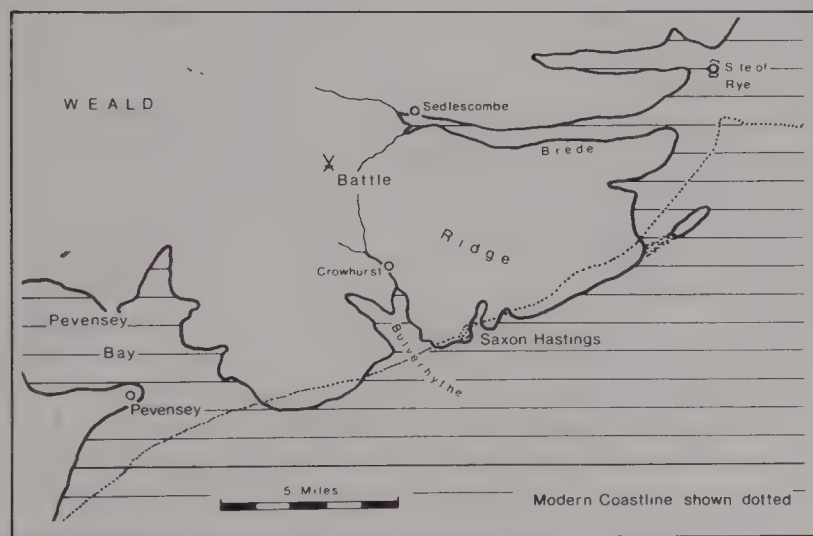 Site of
Rye
WEALD
Sedlescombe
Brede
Battle
Ridge
Crowhurst
Pevensey
Bay
Bulverhythe
Saxon Hastings
Pevensey
5 Miles
Modern Coastline shown dotted